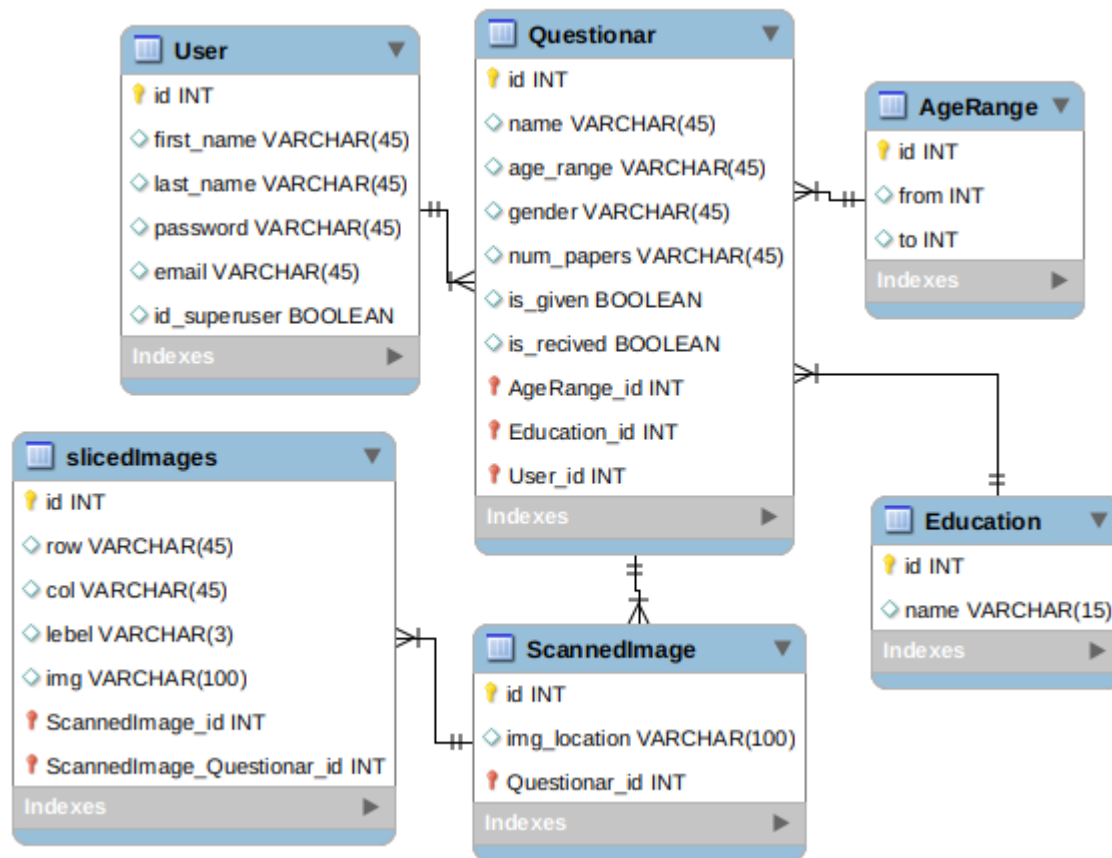 User
id INT
first_name VARCHAR(45)
last_name VARCHAR(45)
password VARCHAR(45)
email VARCHAR(45)
id_superuser BOOLEAN
Indexes
Questionar
id INT
name VARCHAR(45)
age_range VARCHAR(45)
gender VARCHAR(45)
num_papers VARCHAR(45)
is_given BOOLEAN
is_recived BOOLEAN
AgeRange_id INT
Education_id INT
User_id INT
Indexes
AgeRange
id INT
from INT
to INT
Indexes
slicedImages
id INT
row VARCHAR(45)
col VARCHAR(45)
lebel VARCHAR(3)
img VARCHAR(100)
ScannedImage_id INT
ScannedImage_Questionar_id INT
Indexes
ScannedImage
id INT
img_location VARCHAR(100)
Questionar_id INT
Indexes
Education
id INT
name VARCHAR(15)
Indexes